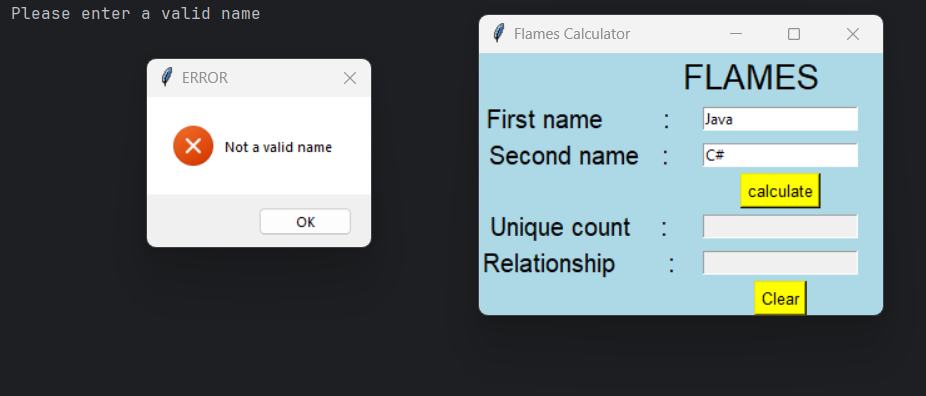 Please enter a valid name
ERROR
Not a valid name
OK
Flames Calculator
FLAMES
First name : Java
Second name : C#
calculate
Unique count :
Relationship :
Clear